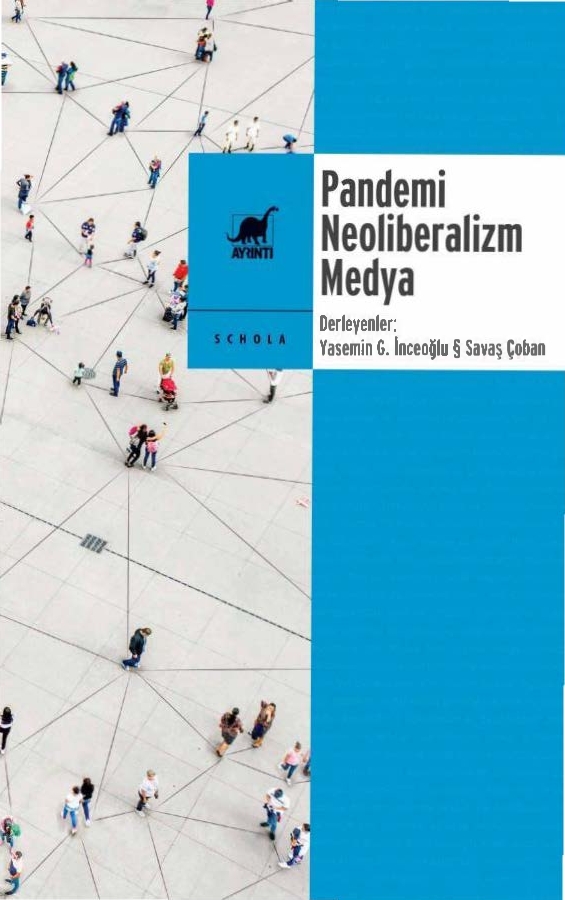 Pandemi
Neoliberalizm
Medya
Derleyenler:
Yasemin G. İnceoğlu § Savaş Çoban
AYRINTI
SCHOLA